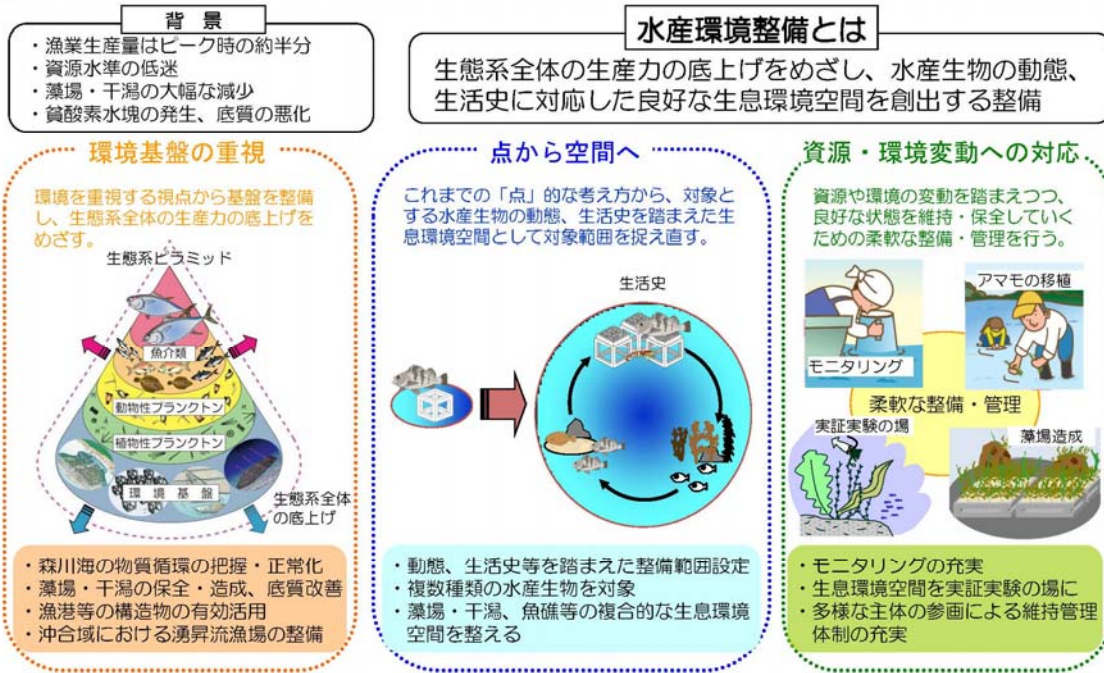 背 景
・漁業生産量はピーク時の約半分
・資源水準の低迷
・藻場・干潟の大幅な減少
・貧酸素水塊の発生、底質の悪化
水産環境整備とは
生態系全体の生産力の底上げをめざし、水産生物の動態、
生活史に対応した良好な生息環境空間を創出する整備
環境基盤の重視
環境を重視する視点から基盤を整備
し、生態系全体の生産力の底上げを
めざす。
生態系ピラミッド
魚介類
動物性プランクトン
植物性プランクトン
環 境 基 盤
生態系全体
の底上げ
・森川海の物質循環の把握・正常化
・藻場・干潟の保全・造成、底質改善
・漁港等の構造物の有効活用
・沖合域における湧昇流漁場の整備
点から空間へ
これまでの「点」的な考え方から、対象と
する水産生物の動態、生活史を踏まえた生
息環境空間として対象範囲を捉え直す。
生活史
・動態、生活史等を踏まえた整備範囲設定
・複数種類の水産生物を対象
・藻場・干潟、魚礁等の複合的な生息環境
空間を整える
資源・環境変動への対応
資源や環境の変動を踏まえつつ、
良好な状態を維持・保全していく
ための柔軟な整備・管理を行う。
モニタリング
アマモの移植
柔軟な整備・管理
実証実験の場
藻場造成
・モニタリングの充実
・生息環境空間を実証実験の場に
・多様な主体の参画による維持管理
体制の充実